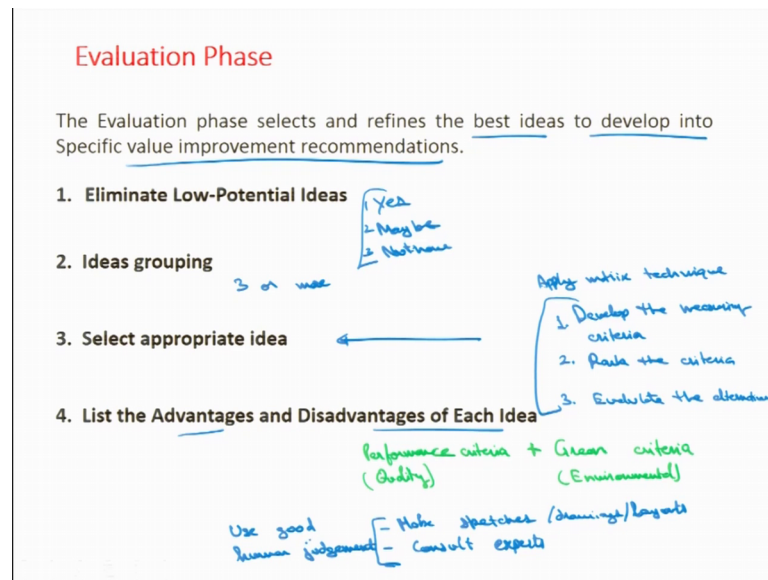 Evaluation Phase
The Evaluation phase selects and refines the best ideas to develop into
Specific value improvement recommendations.
1. Eliminate Low-Potential Ideas
1 Yes
2- Maybe
3 Not now
2. Ideas grouping
3 or more
Apply matrix technique
1. Develop the measuring
criteria
3. Select appropriate idea
2. Rank the criteria
3. Evaluate the
4. List the Advantages and Disadvantages of Each Idea
Performance criteria + Green criteria
(Quality) (Environmental)
Use good
human judgement
- Make sketches /drawings/layouts
- Consult experts